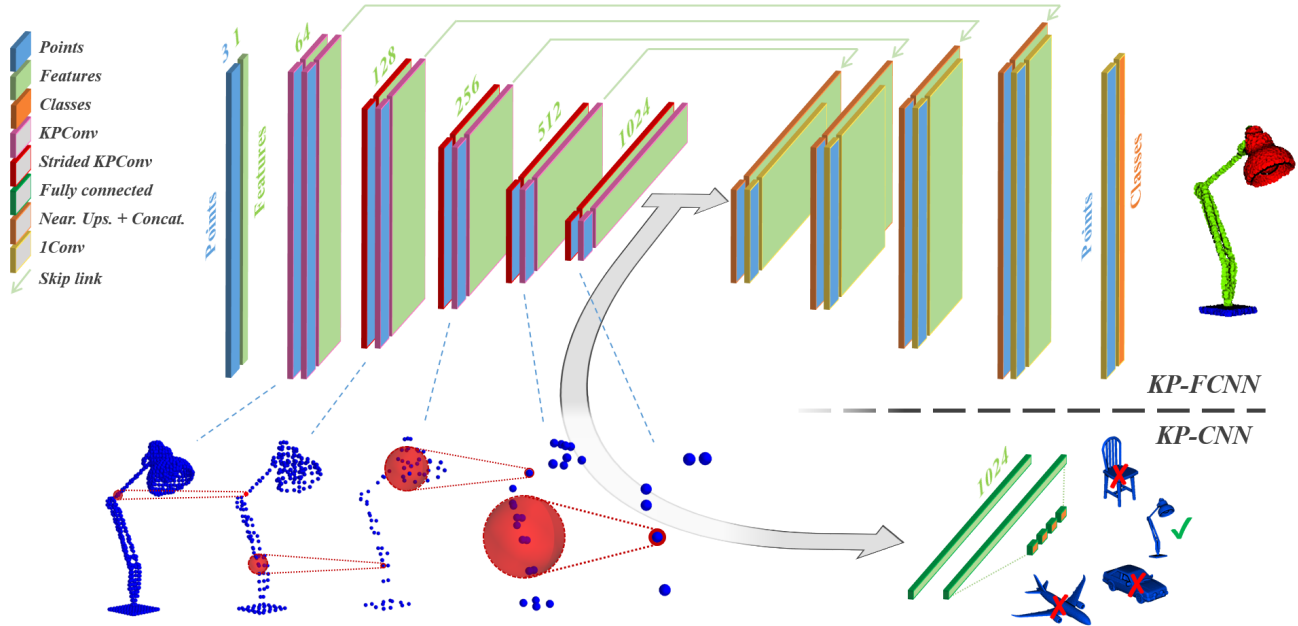 Points
Features
Classes
KPConv
Strided KPConv
Fully connected
Near. Ups. + Concat.
1Conv
Skip link
3 1
64
128
256
512
1024
Points
Features
Points
Classes
KP-FCNN
KP-CNN
1024